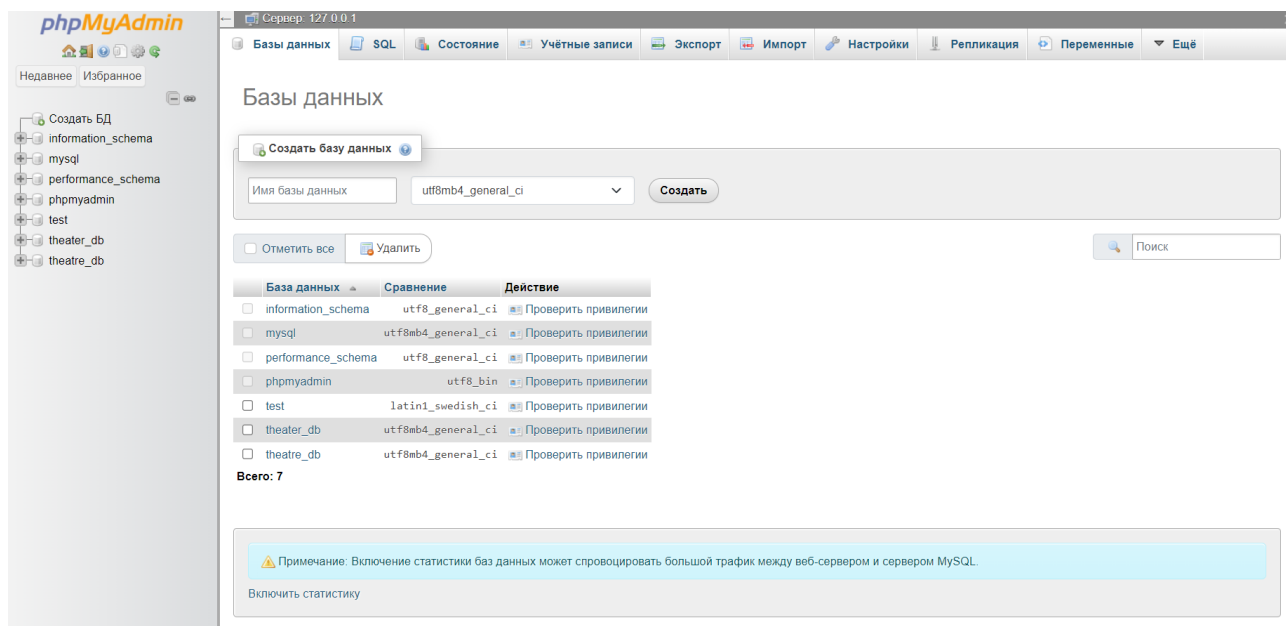 phpMyAdmin
Недавнее Избранное
Создать БД
information_schema
mysql
performance_schema
phpmyadmin
test
theater_db
theatre_db
Сервер: 127.0.0.1
Базы данных SQL Состояние Учётные записи Экспорт Импорт Настройки Репликация Переменные Ещё
Базы данных
Создать базу данных
Имя базы данных utf8mb4_general_ci Создать
Отметить все Удалить Поиск
База данных Сравнение Действие
information_schema utf8_general_ci Проверить привилегии
mysql utf8mb4_general_ci Проверить привилегии
performance_schema utf8_general_ci Проверить привилегии
phpmyadmin utf8_bin Проверить привилегии
test latin1_swedish_ci Проверить привилегии
theater_db utf8mb4_general_ci Проверить привилегии
theatre_db utf8mb4_general_ci Проверить привилегии
Всего: 7
Примечание: Включение статистики баз данных может спровоцировать большой трафик между веб-сервером и сервером MySQL.
Включить статистику